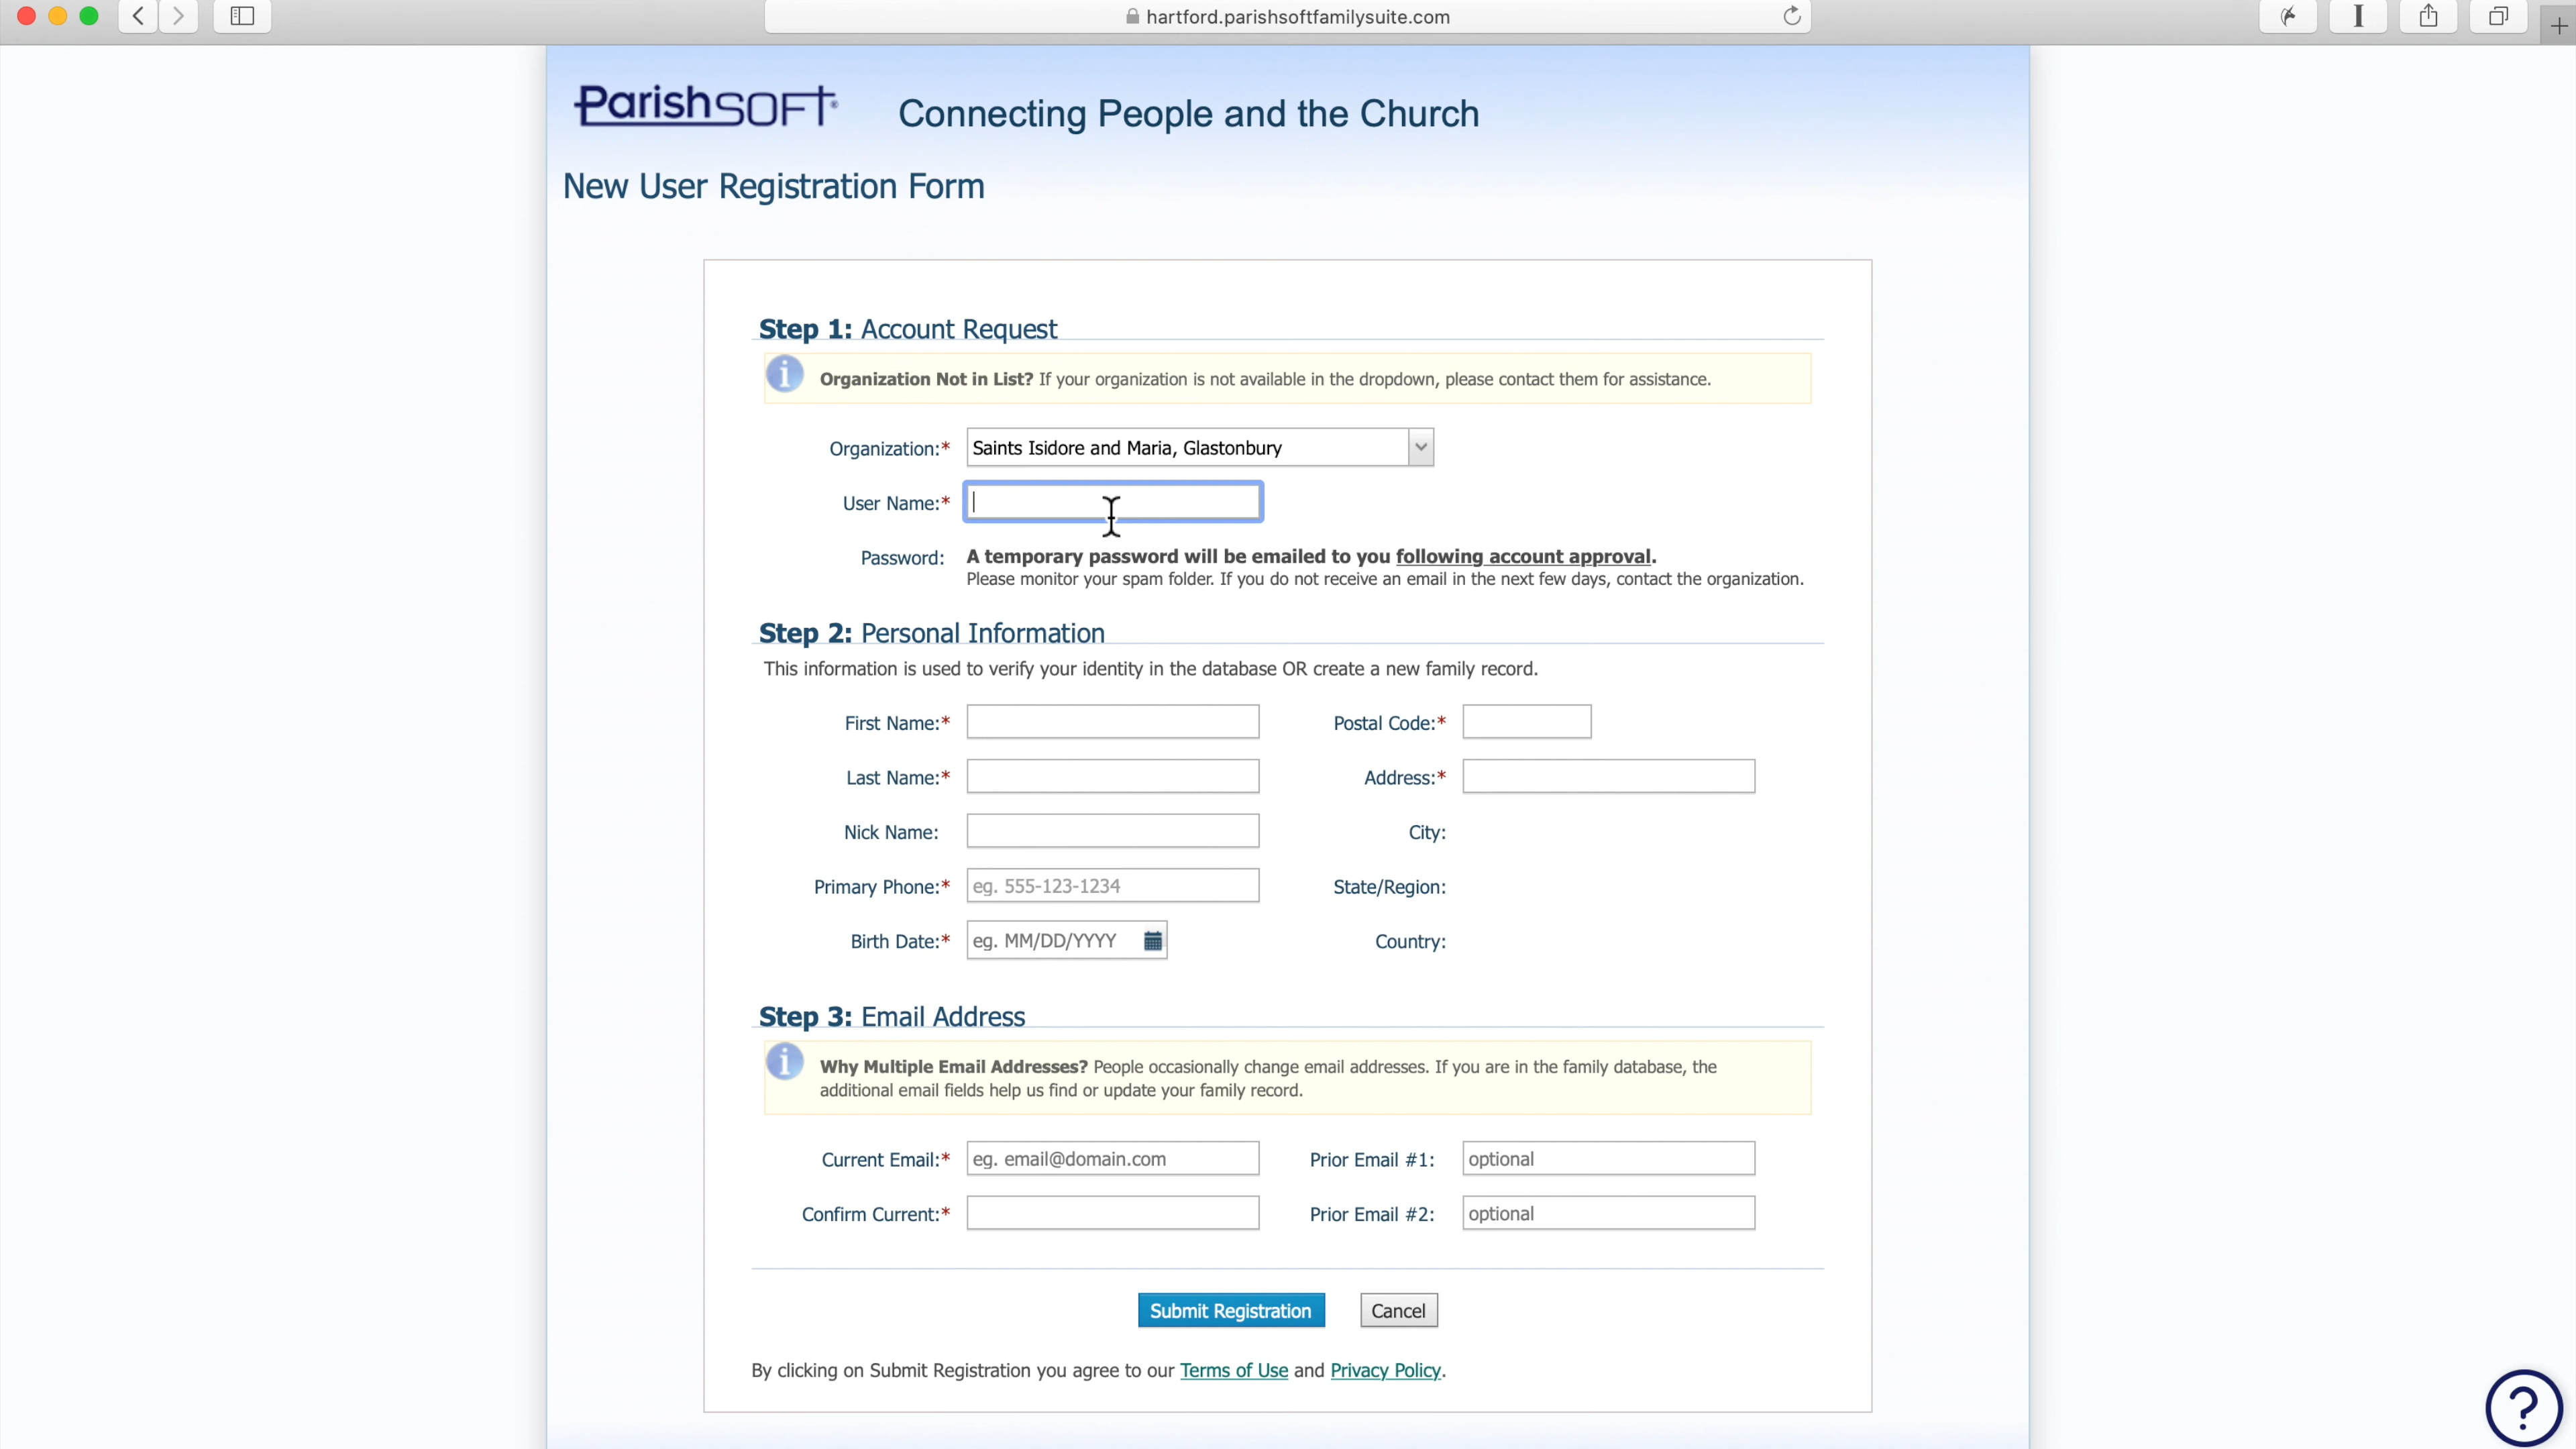 hartford.parishsoftfamilysuite.com
ParishSOFT®
Connecting People and the Church
New User Registration Form
Step 1: Account Request
Organization Not in List? If your organization is not available in the dropdown, please contact them for assistance.
Organization:* Saints Isidore and Maria, Glastonbury
User Name:*
Password: A temporary password will be emailed to you following account approval.
Please monitor your spam folder. If you do not receive an email in the next few days, contact the organization.
Step 2: Personal Information
This information is used to verify your identity in the database OR create a new family record.
First Name:* Postal Code:*
Last Name:* Address:*
Nick Name: City:
Primary Phone:* eg. 555-123-1234 State/Region:
Birth Date:* eg. MM/DD/YYYY Country:
Step 3: Email Address
Why Multiple Email Addresses? People occasionally change email addresses. If you are in the family database, the
additional email fields help us find or update your family record.
Current Email:* eg. email@domain.com Prior Email #1: optional
Confirm Current:* Prior Email #2: optional
Submit Registration Cancel
By clicking on Submit Registration you agree to our Terms of Use and Privacy Policy.
?